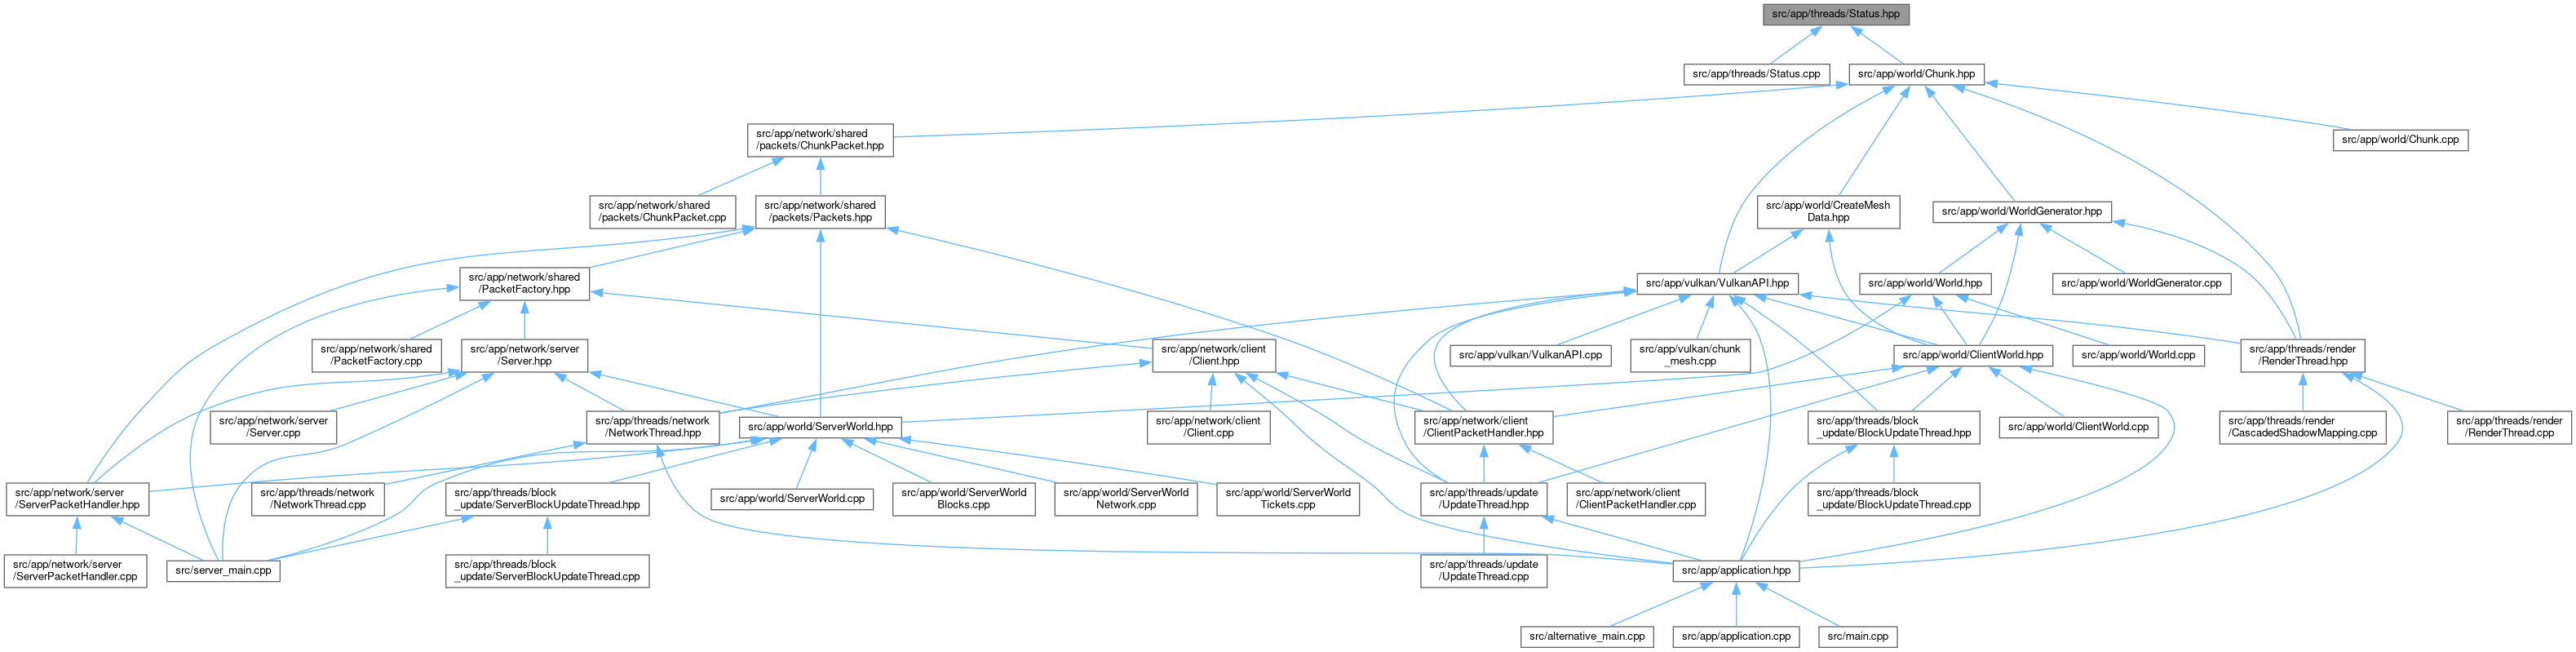 src/app/threads/Status.hpp
src/app/threads/Status.cpp
src/app/world/Chunk.hpp
src/app/network/shared
/packets/ChunkPacket.hpp
src/app/world/Chunk.cpp
src/app/network/shared
/packets/ChunkPacket.cpp
src/app/network/shared
/packets/Packets.hpp
src/app/world/CreateMesh
Data.hpp
src/app/world/WorldGenerator.hpp
src/app/network/shared
/PacketFactory.hpp
src/app/vulkan/VulkanAPI.hpp
src/app/world/World.hpp
src/app/world/WorldGenerator.cpp
src/app/network/shared
/PacketFactory.cpp
src/app/network/server
/Server.hpp
src/app/network/client
/Client.hpp
src/app/vulkan/VulkanAPI.cpp
src/app/vulkan/chunk
_mesh.cpp
src/app/world/ClientWorld.hpp
src/app/world/World.cpp
src/app/threads/render
/RenderThread.hpp
src/app/network/server
/Server.cpp
src/app/threads/network
/NetworkThread.hpp
src/app/world/ServerWorld.hpp
src/app/network/client
/Client.cpp
src/app/network/client
/ClientPacketHandler.hpp
src/app/threads/block
_update/BlockUpdateThread.hpp
src/app/world/ClientWorld.cpp
src/app/threads/render
/CascadedShadowMapping.cpp
src/app/threads/render
/RenderThread.cpp
src/app/network/server
/ServerPacketHandler.hpp
src/app/threads/network
/NetworkThread.cpp
src/app/threads/block
_update/ServerBlockUpdateThread.hpp
src/app/world/ServerWorld.cpp
src/app/world/ServerWorld
Blocks.cpp
src/app/world/ServerWorld
Network.cpp
src/app/world/ServerWorld
Tickets.cpp
src/app/threads/update
/UpdateThread.hpp
src/app/network/client
/ClientPacketHandler.cpp
src/app/threads/block
_update/BlockUpdateThread.cpp
src/app/network/server
/ServerPacketHandler.cpp
src/server_main.cpp
src/app/threads/block
_update/ServerBlockUpdateThread.cpp
src/app/threads/update
/UpdateThread.cpp
src/app/application.hpp
src/alternative_main.cpp
src/app/application.cpp
src/main.cpp